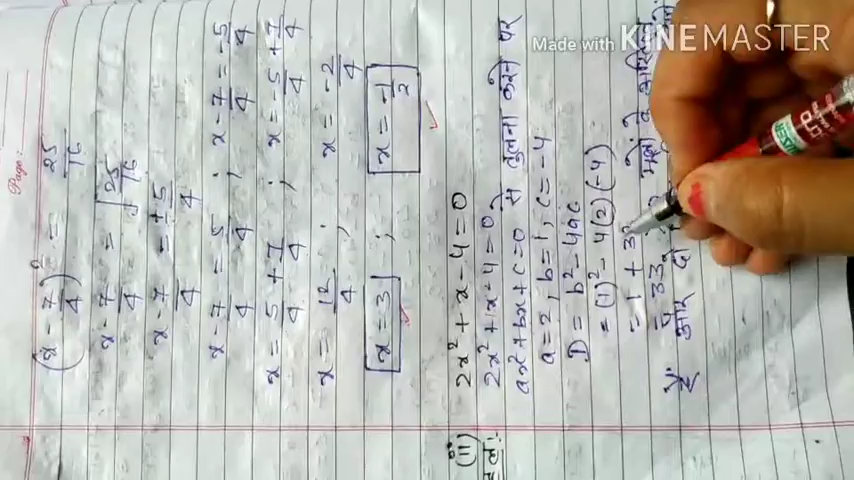 Page:
(x - 7/4)² = 25/16
x - 7/4 = √25/16
x - 7/4 = ±5/4
x - 7/4 = 5/4 ; x - 7/4 = -5/4
x = 5/4 + 7/4 ; x = -5/4 + 7/4
x = 12/4 ; x = -2/4
x = 3 ; x = -1/2
(ii) 2x² + x - 4 = 0
हल: 2x² + x - 4 = 0
ax² + bx + c = 0 से तुलना करने पर
a = 2, b = 1, c = -4
D = b² - 4ac
= (1)² - 4(2)(-4)
= 1 + 32
= 33
Made with KINEMASTER